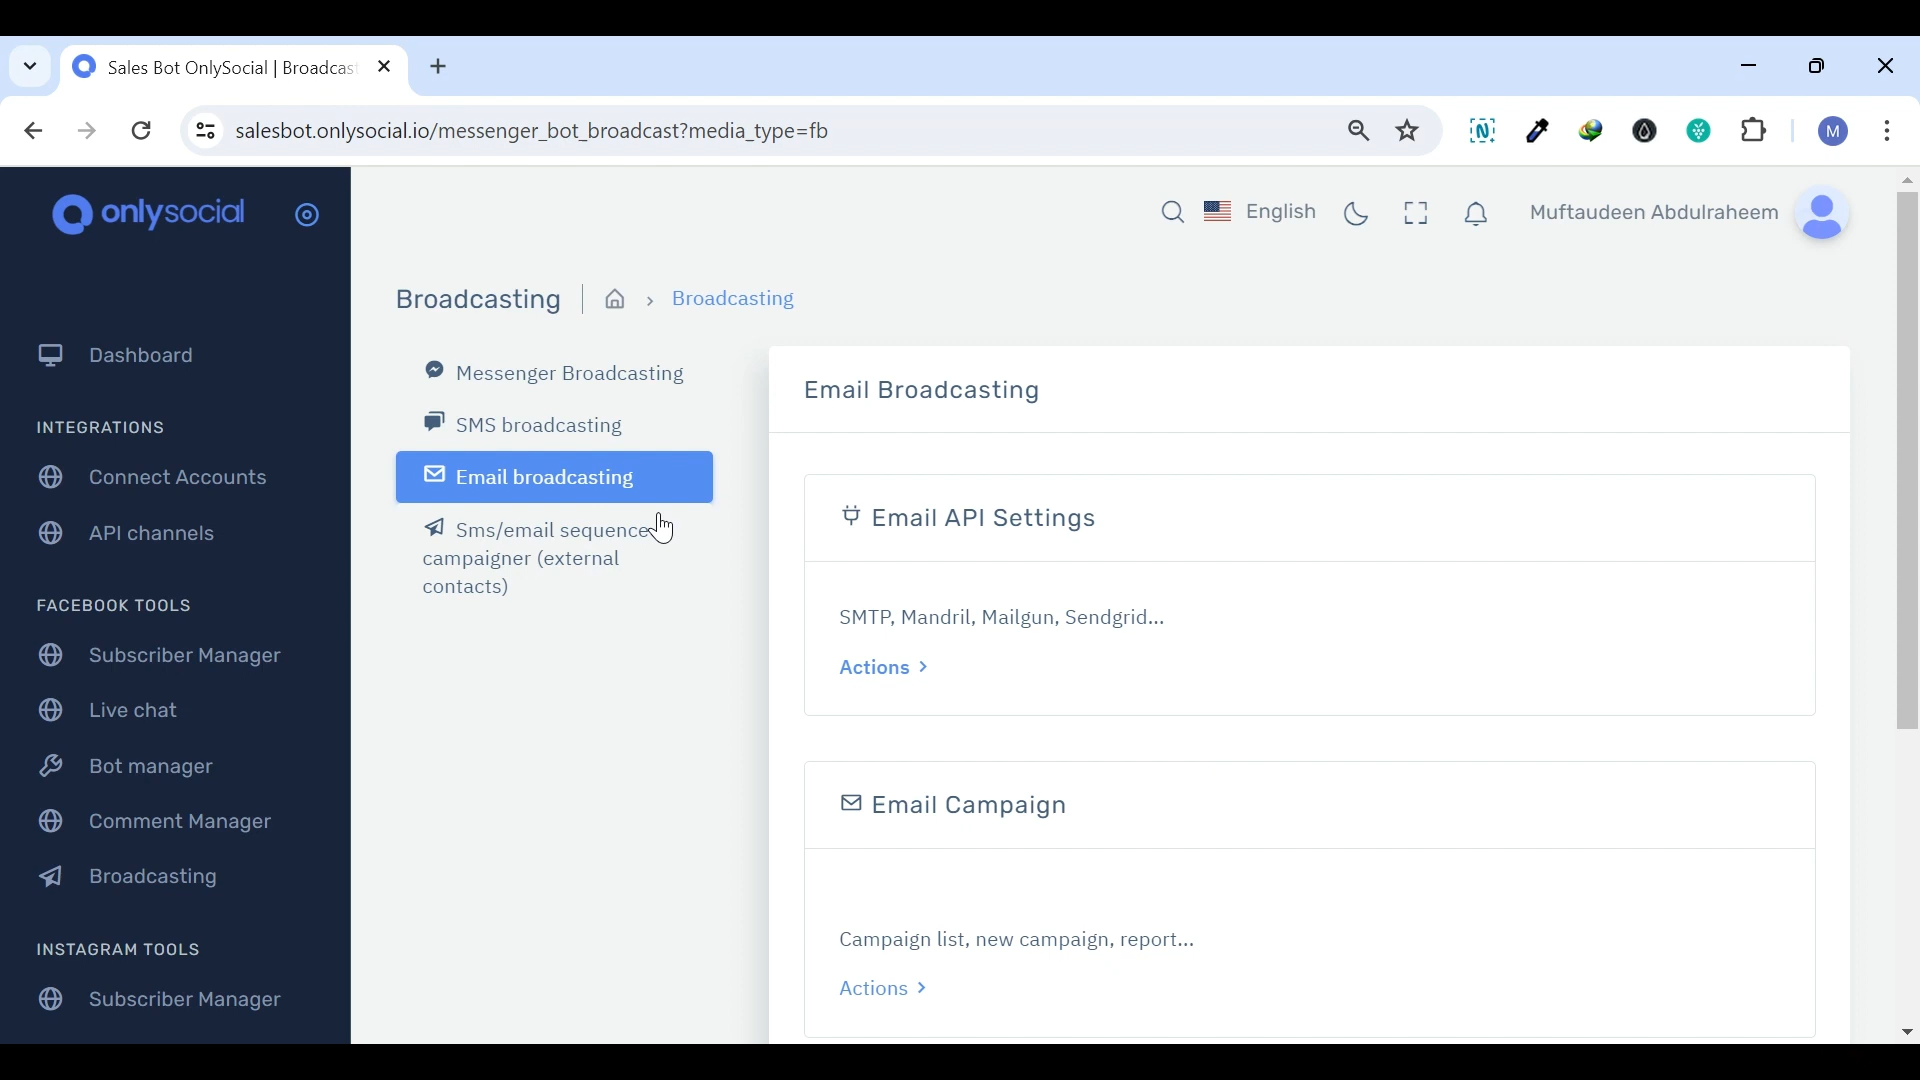 Sales Bot OnlySocial | Broadcast
salesbot.onlysocial.io/messenger_bot_broadcast?media_type=fb
M
onlysocial
English
Muftaudeen Abdulraheem
Broadcasting
Broadcasting
Dashboard
INTEGRATIONS
Connect Accounts
API channels
FACEBOOK TOOLS
Subscriber Manager
Live chat
Bot manager
Comment Manager
Broadcasting
INSTAGRAM TOOLS
Subscriber Manager
Messenger Broadcasting
SMS broadcasting
Email broadcasting
Sms/email sequence
campaigner (external
contacts)
Email Broadcasting
Email API Settings
SMTP, Mandril, Mailgun, Sendgrid...
Actions
Email Campaign
Campaign list, new campaign, report...
Actions